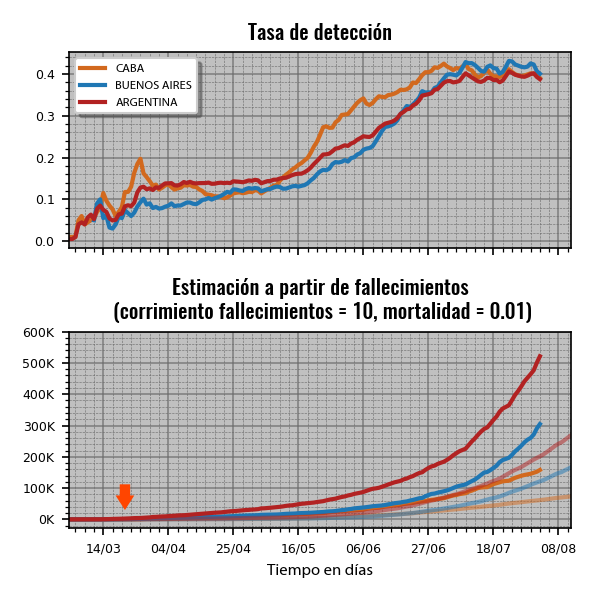 Tasa de detección
CABA
BUENOS AIRES
ARGENTINA
0.4
0.3
0.2
0.1
0.0
Estimación a partir de fallecimientos
(corrimiento fallecimientos = 10, mortalidad = 0.01)
600K
500K
400K
300K
200K
100K
0K
14/03 04/04 25/04 16/05 06/06 27/06 18/07 08/08
Tiempo en días